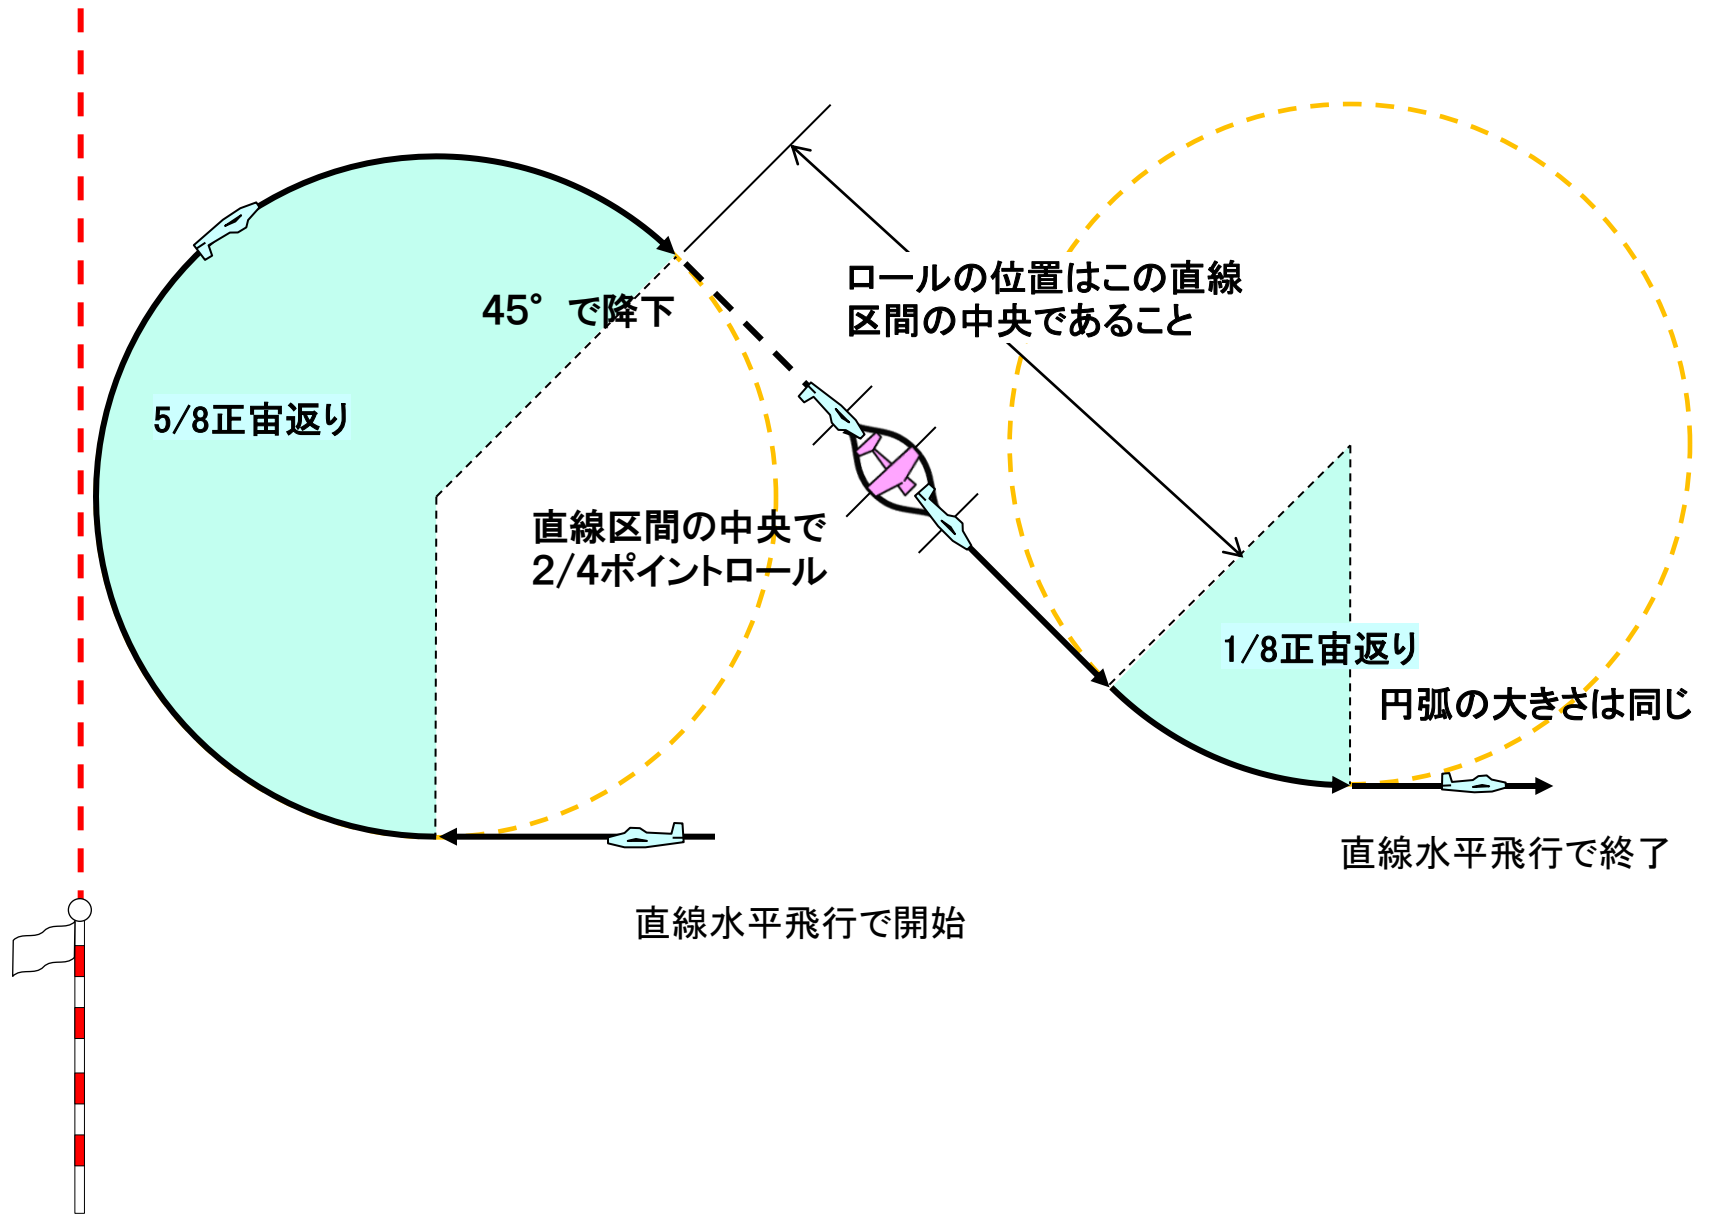 ロールの位置はこの直線
区間の中央であること
45°で降下
5/8正宙返り
直線区間の中央で
2/4ポイントロール
1/8正宙返り
円弧の大きさは同じ
直線水平飛行で終了
直線水平飛行で開始